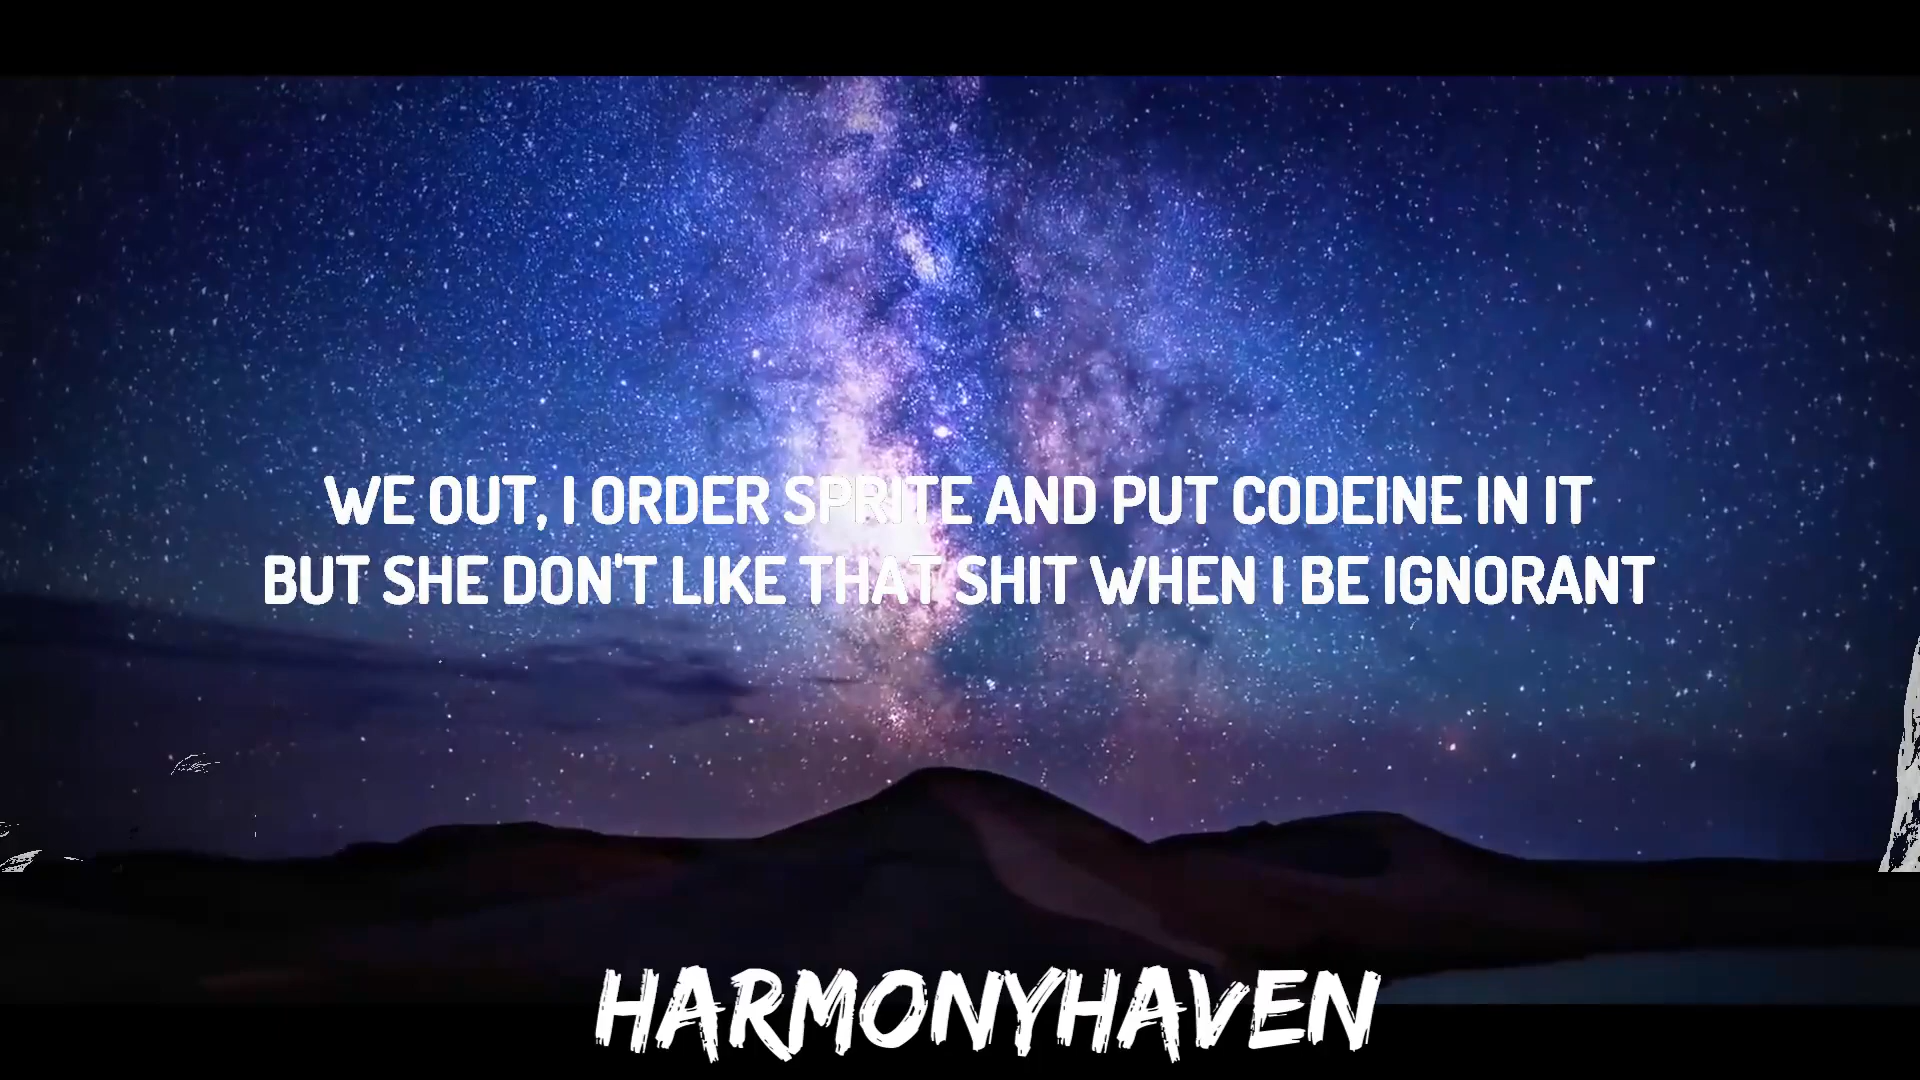 WE OUT, I ORDER SPRITE AND PUT CODEINE IN IT
BUT SHE DON'T LIKE THAT SHIT WHEN I BE IGNORANT
HARMONYHAVEN